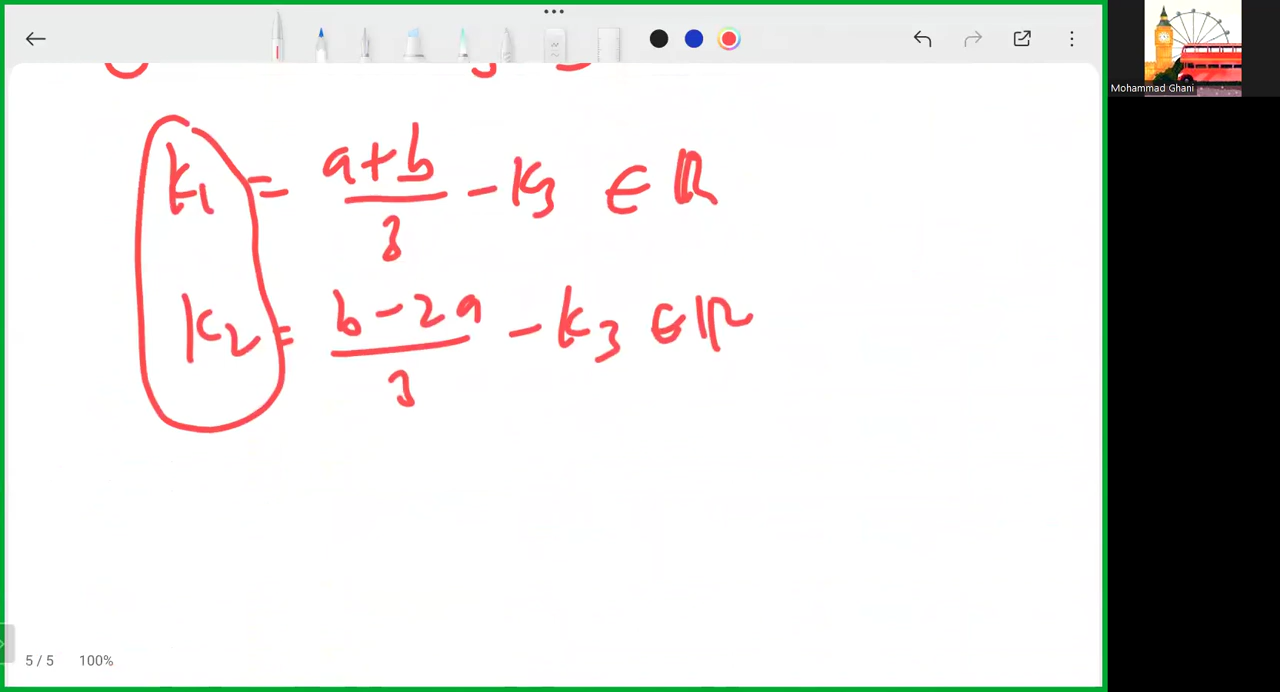 Mohammad Ghani
k₁ = (a+b)/3 - k₃ ∈ ℝ
k₂ = (b-2a)/3 - k₃ ∈ ℝ
5 / 5 100%